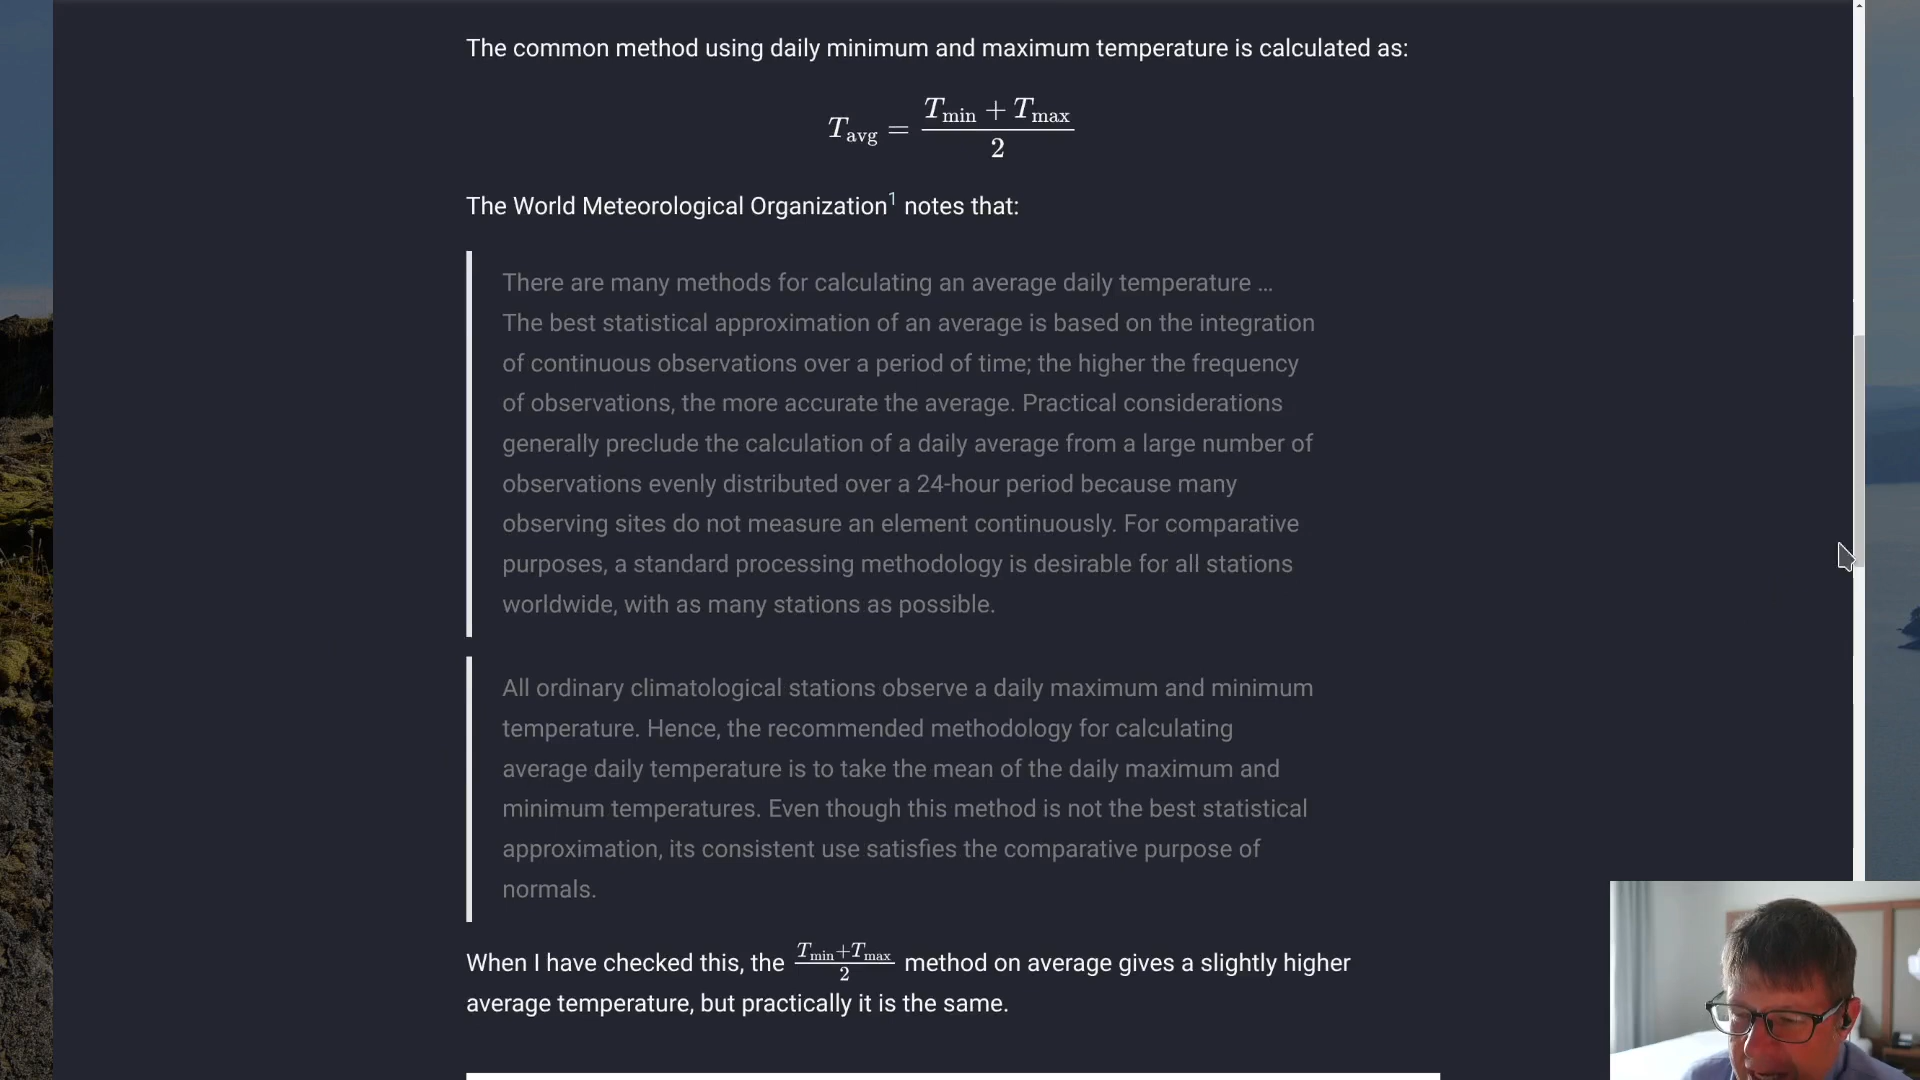 The common method using daily minimum and maximum temperature is calculated as:
T_avg = (T_min + T_max) / 2
The World Meteorological Organization¹ notes that:
There are many methods for calculating an average daily temperature …
The best statistical approximation of an average is based on the integration
of continuous observations over a period of time; the higher the frequency
of observations, the more accurate the average. Practical considerations
generally preclude the calculation of a daily average from a large number of
observations evenly distributed over a 24-hour period because many
observing sites do not measure an element continuously. For comparative
purposes, a standard processing methodology is desirable for all stations
worldwide, with as many stations as possible.
All ordinary climatological stations observe a daily maximum and minimum
temperature. Hence, the recommended methodology for calculating
average daily temperature is to take the mean of the daily maximum and
minimum temperatures. Even though this method is not the best statistical
approximation, its consistent use satisfies the comparative purpose of
normals.
When I have checked this, the (T_min+T_max)/2 method on average gives a slightly higher
average temperature, but practically it is the same.